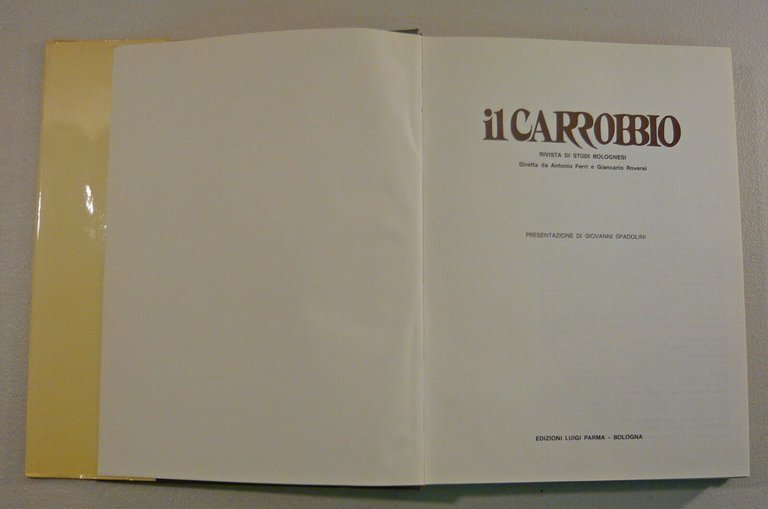 il CARROBBIO
RIVISTA DI STUDI BOLOGNESI
Diretta da Antonio Ferri e Giancarlo Roversi
PRESENTAZIONE DI GIOVANNI SPADOLINI
EDIZIONI LUIGI PARMA - BOLOGNA